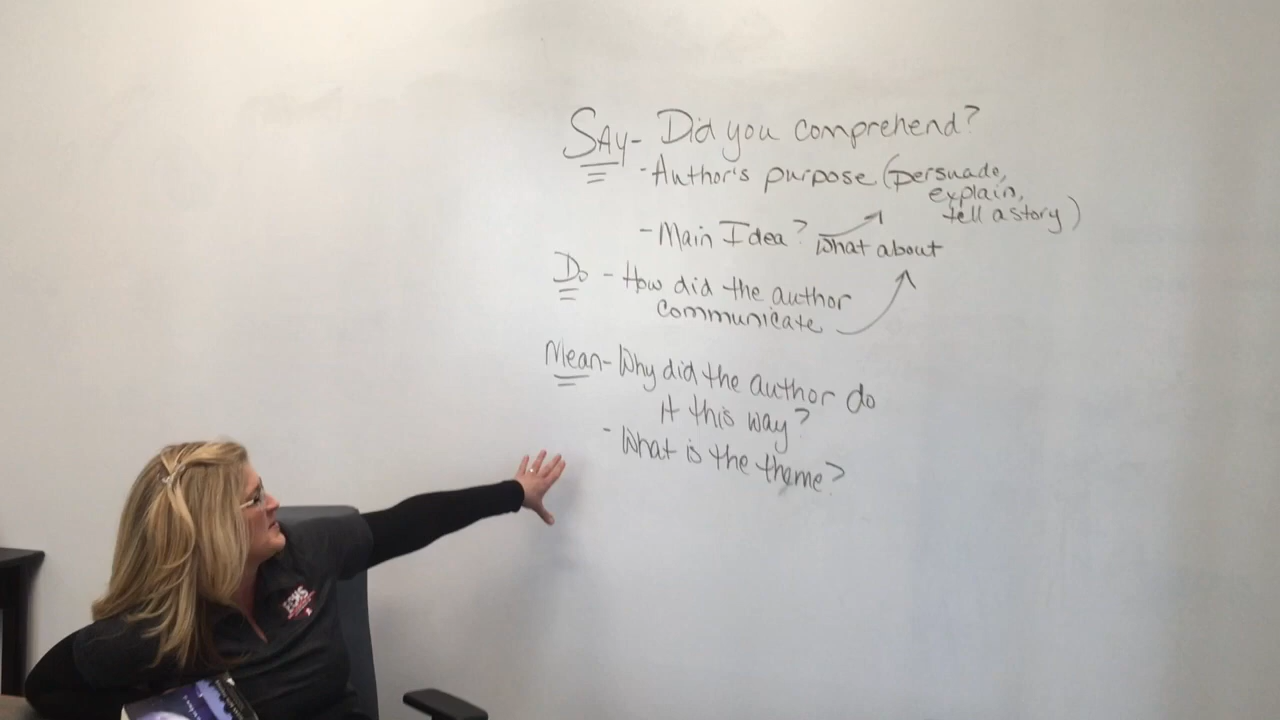 SAY- Did you comprehend?
- Author's purpose (persuade,
explain,
tell a story)
- Main Idea? What about
Do - How did the author
communicate
Mean- Why did the author do
it this way?
- What is the theme?